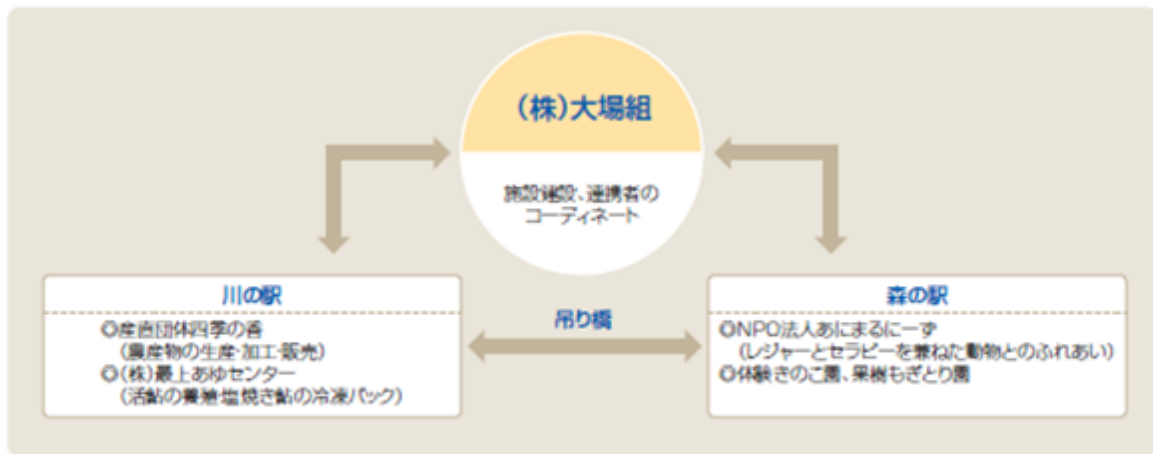 (株)大場組
施設建設、連携者の
コーディネート
川の駅
◎産直団体四季の香
(農産物の生産・加工・販売)
◎(株)最上あゆセンター
(活鮎の養殖・塩焼き鮎の冷凍パック)
吊り橋
森の駅
◎NPO法人あにまるにーず
(レジャーとセラピーを兼ねた動物とのふれあい)
◎体験きのこ園、果樹もぎとり園